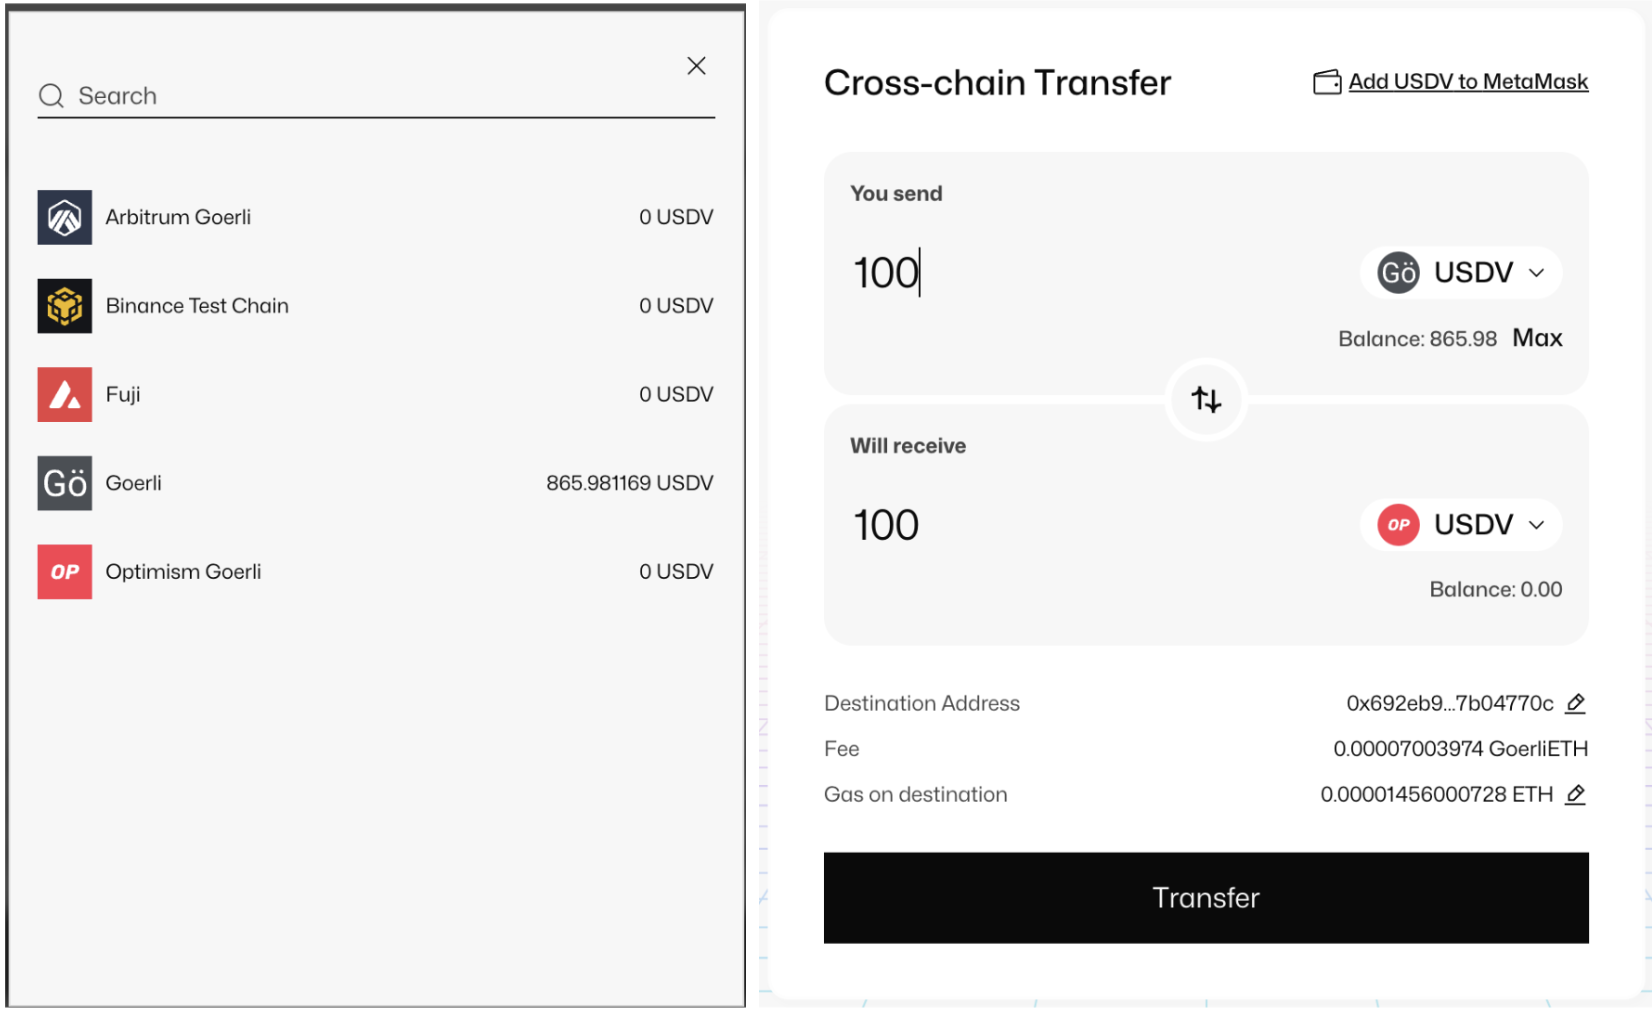 Search
Arbitrum Goerli 0 USDV
Binance Test Chain 0 USDV
Fuji 0 USDV
Gö Goerli 865.981169 USDV
OP Optimism Goerli 0 USDV
Cross-chain Transfer Add USDV to MetaMask
You send
100 Gö USDV
Balance: 865.98 Max
Will receive
100 OP USDV
Balance: 0.00
Destination Address 0x692eb9...7b04770c
Fee 0.00007003974 GoerliETH
Gas on destination 0.00001456000728 ETH
Transfer